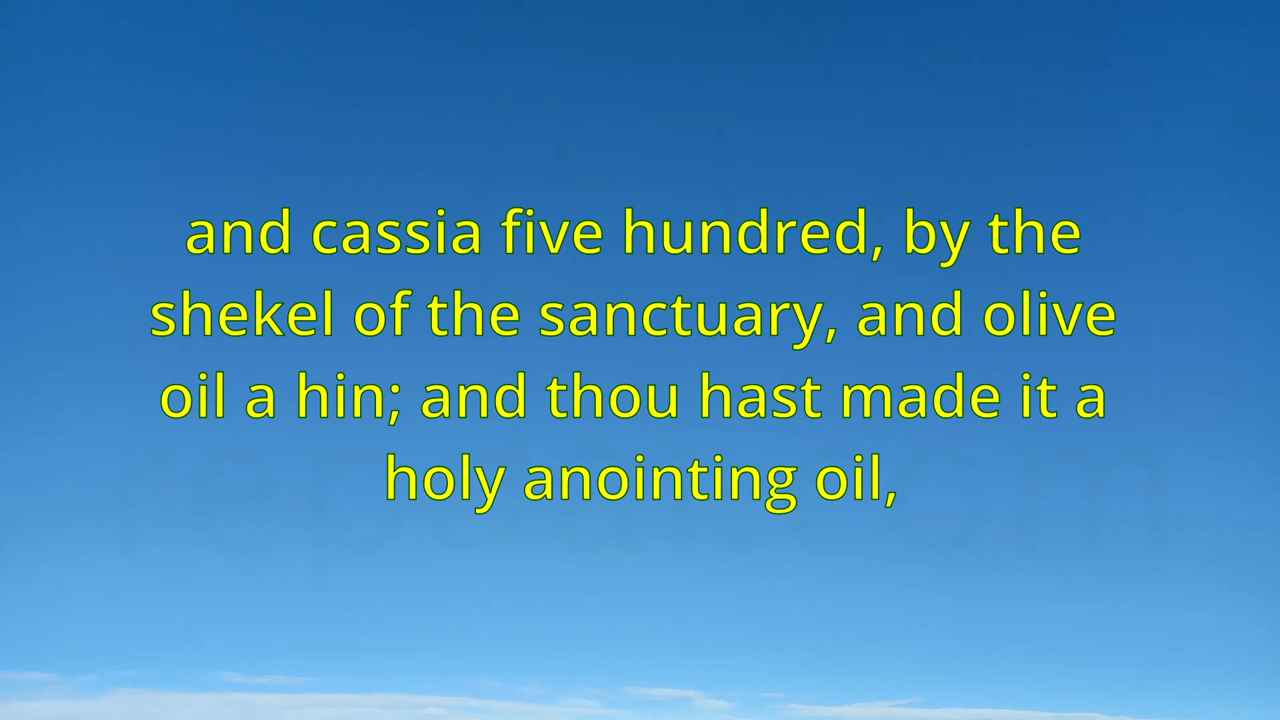 and cassia five hundred, by the
shekel of the sanctuary, and olive
oil a hin; and thou hast made it a
holy anointing oil,